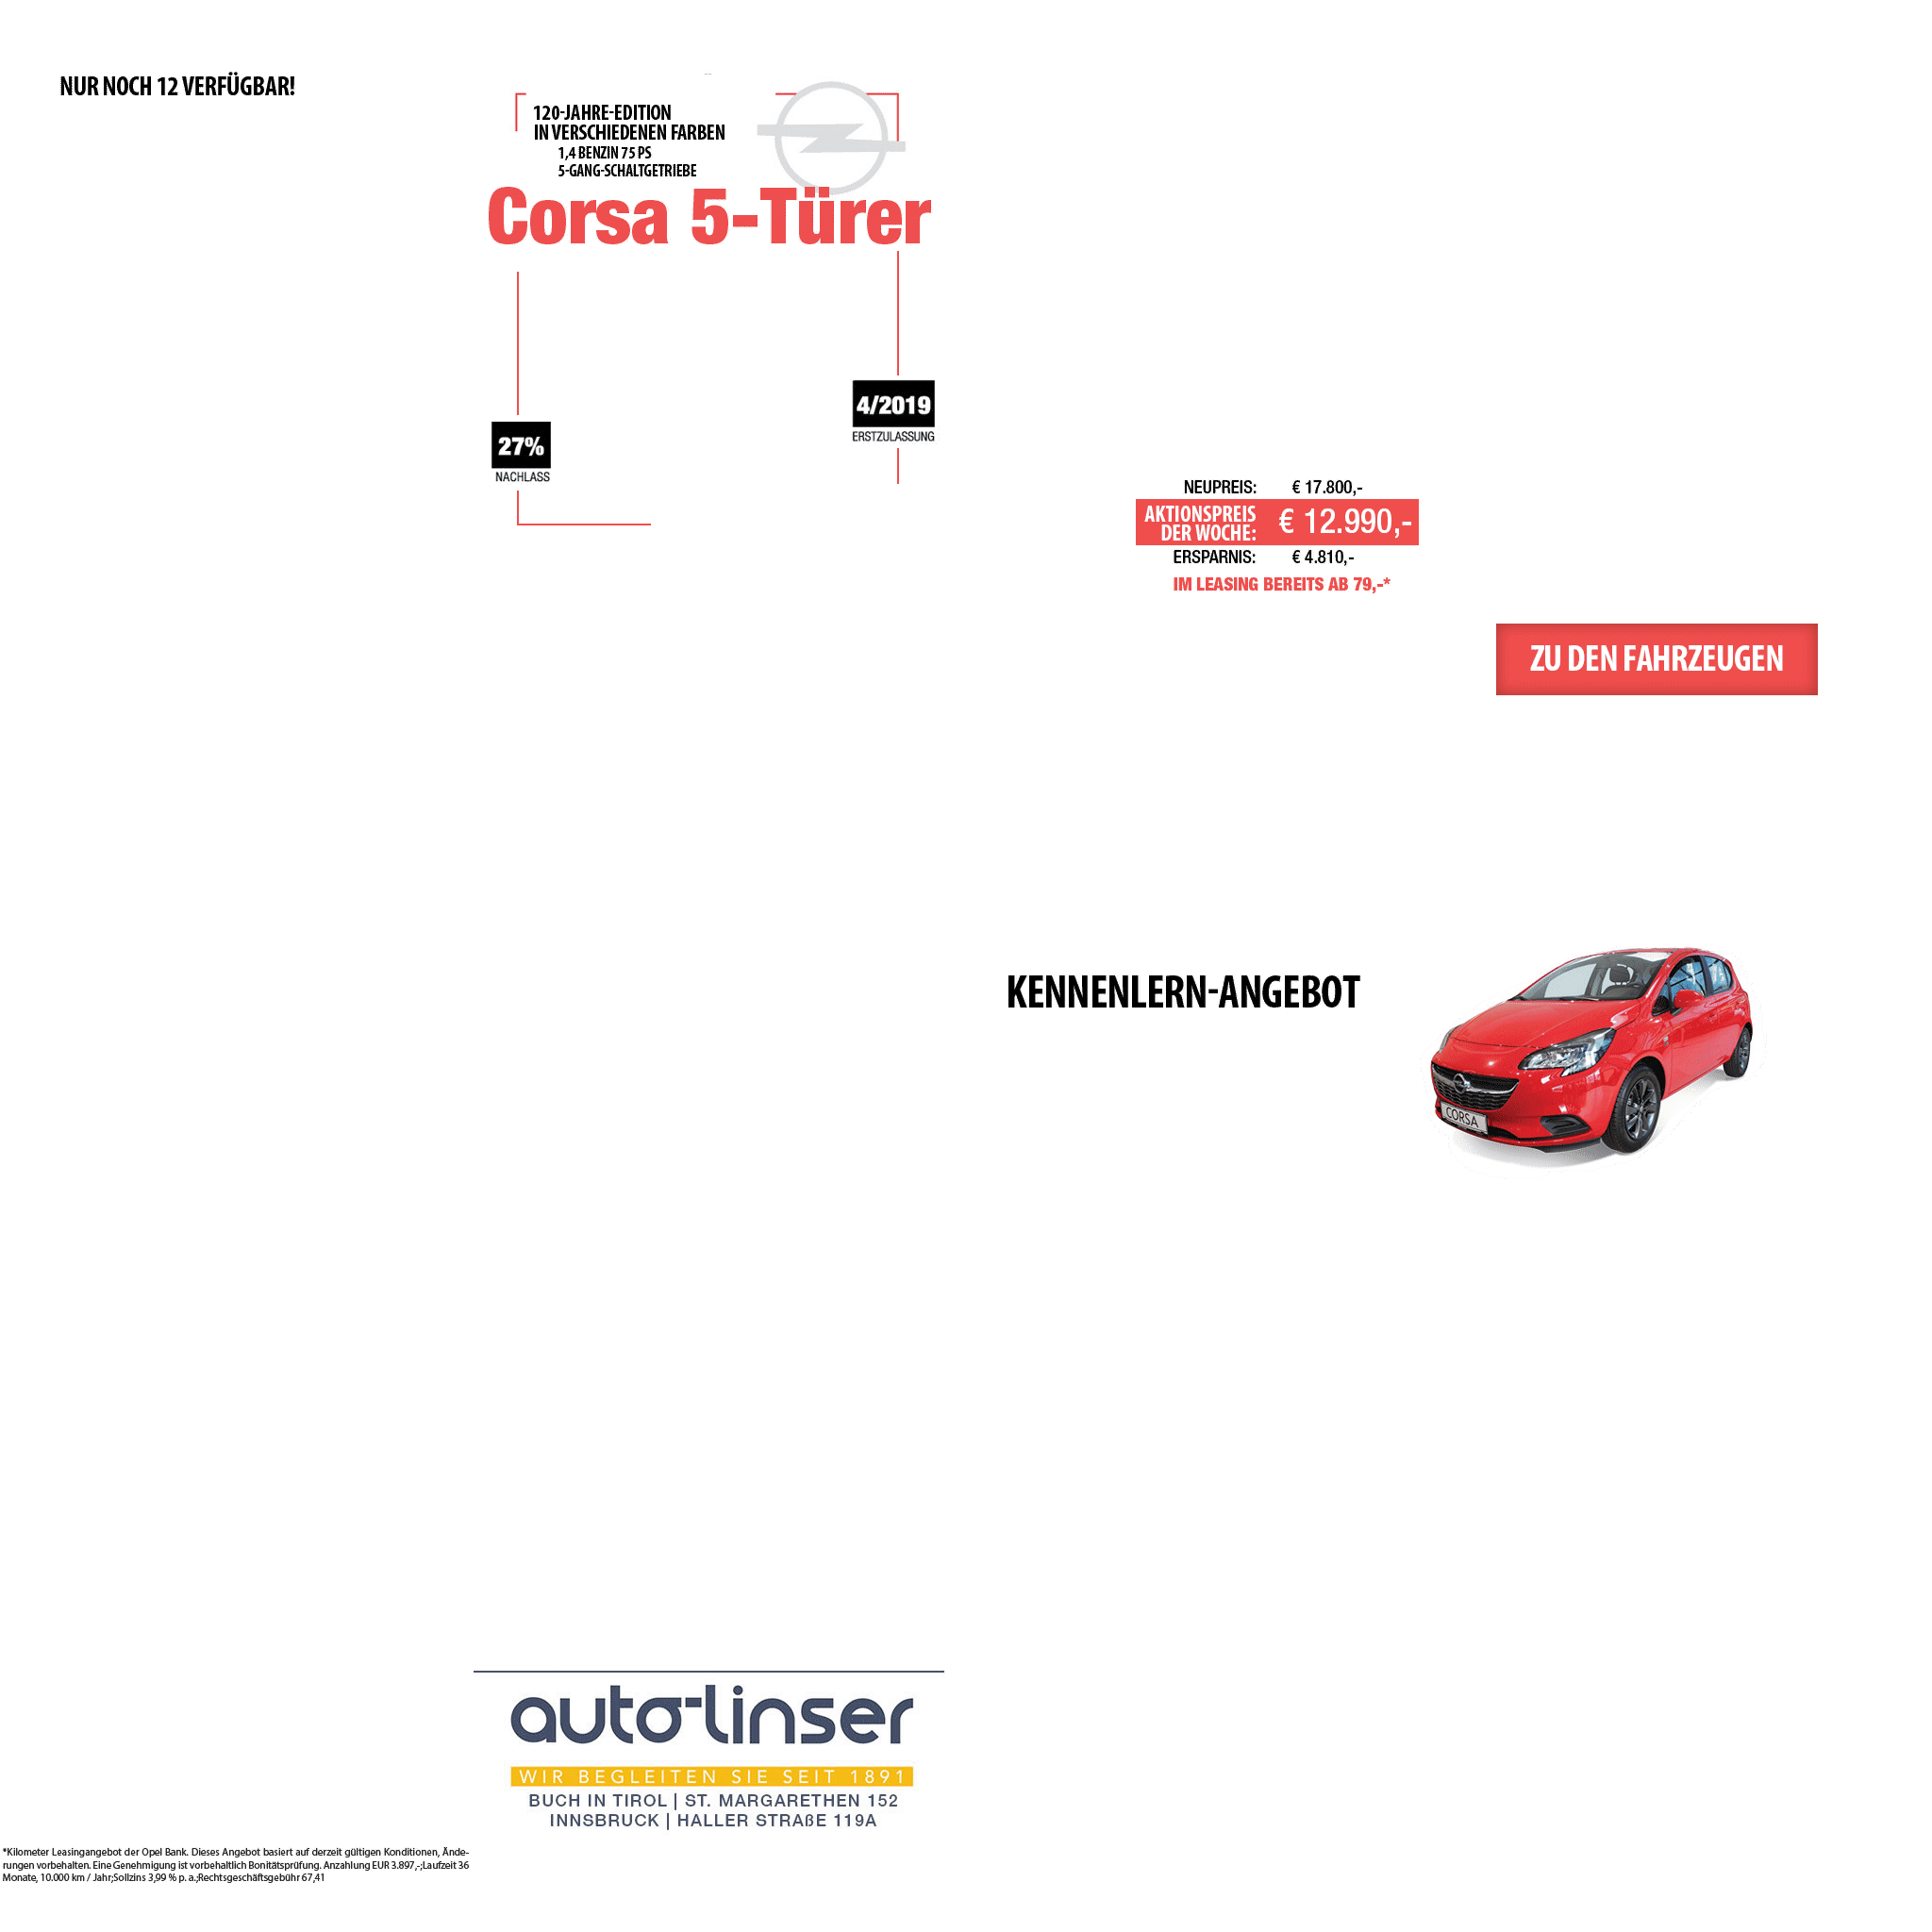 NUR NOCH 12 VERFÜGBAR!
120-JAHRE-EDITION
IN VERSCHIEDENEN FARBEN
1,4 BENZIN 75 PS
5-GANG-SCHALTGETRIEBE
Corsa 5-Türer
4/2019
ERSTZULASSUNG
27%
NACHLASS
NEUPREIS: € 17.800,-
AKTIONSPREIS
DER WOCHE: € 12.990,-
ERSPARNIS: € 4.810,-
IM LEASING BEREITS AB 79,-*
ZU DEN FAHRZEUGEN
KENNENLERN-ANGEBOT
CORSA
auto-linser
WIR BEGLEITEN SIE SEIT 1891
BUCH IN TIROL | ST. MARGARETHEN 152
INNSBRUCK | HALLER STRAßE 119A
*Kilometer Leasingangebot der Opel Bank. Dieses Angebot basiert auf derzeit gültigen Konditionen, Ände-
rungen vorbehalten. Eine Genehmigung ist vorbehaltlich Bonitätsprüfung. Anzahlung EUR 3.897,-;Laufzeit 36
Monate, 10.000 km / Jahr;Sollzins 3,99 % p. a.;Rechtsgeschäftsgebühr 67,41